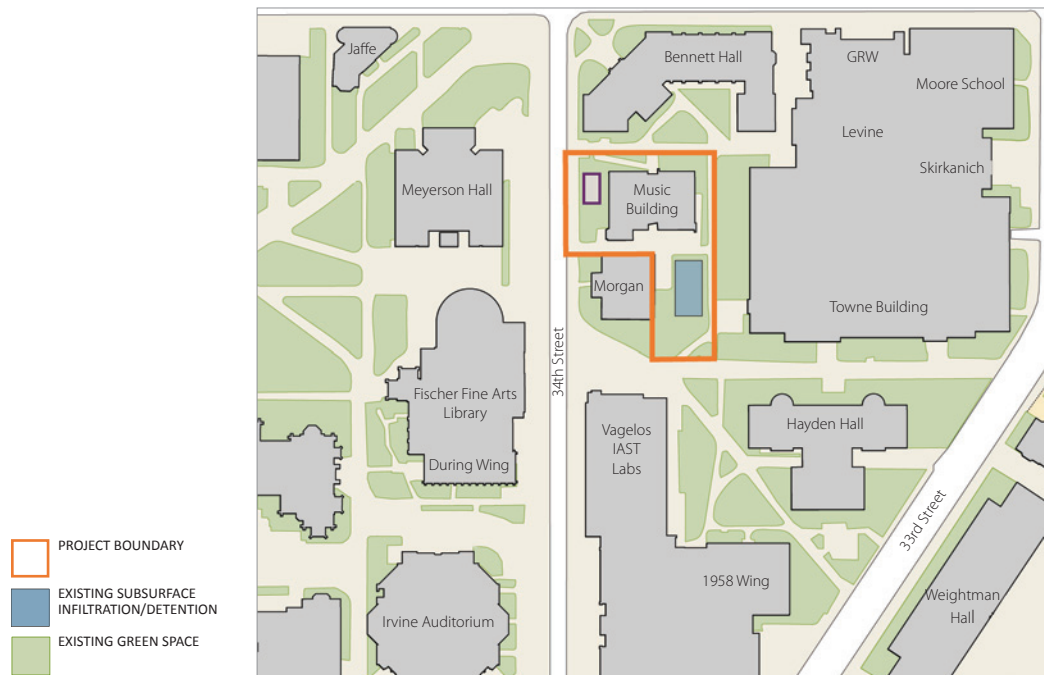 Jaffe
Bennett Hall
GRW
Moore School
Levine
Skirkanich
Meyerson Hall
Music
Building
Morgan
Towne Building
34th Street
Fischer Fine Arts
Library
During Wing
Vagelos
IAST
Labs
Hayden Hall
33rd Street
1958 Wing
Irvine Auditorium
Weightman
Hall
PROJECT BOUNDARY
EXISTING SUBSURFACE
INFILTRATION/DETENTION
EXISTING GREEN SPACE